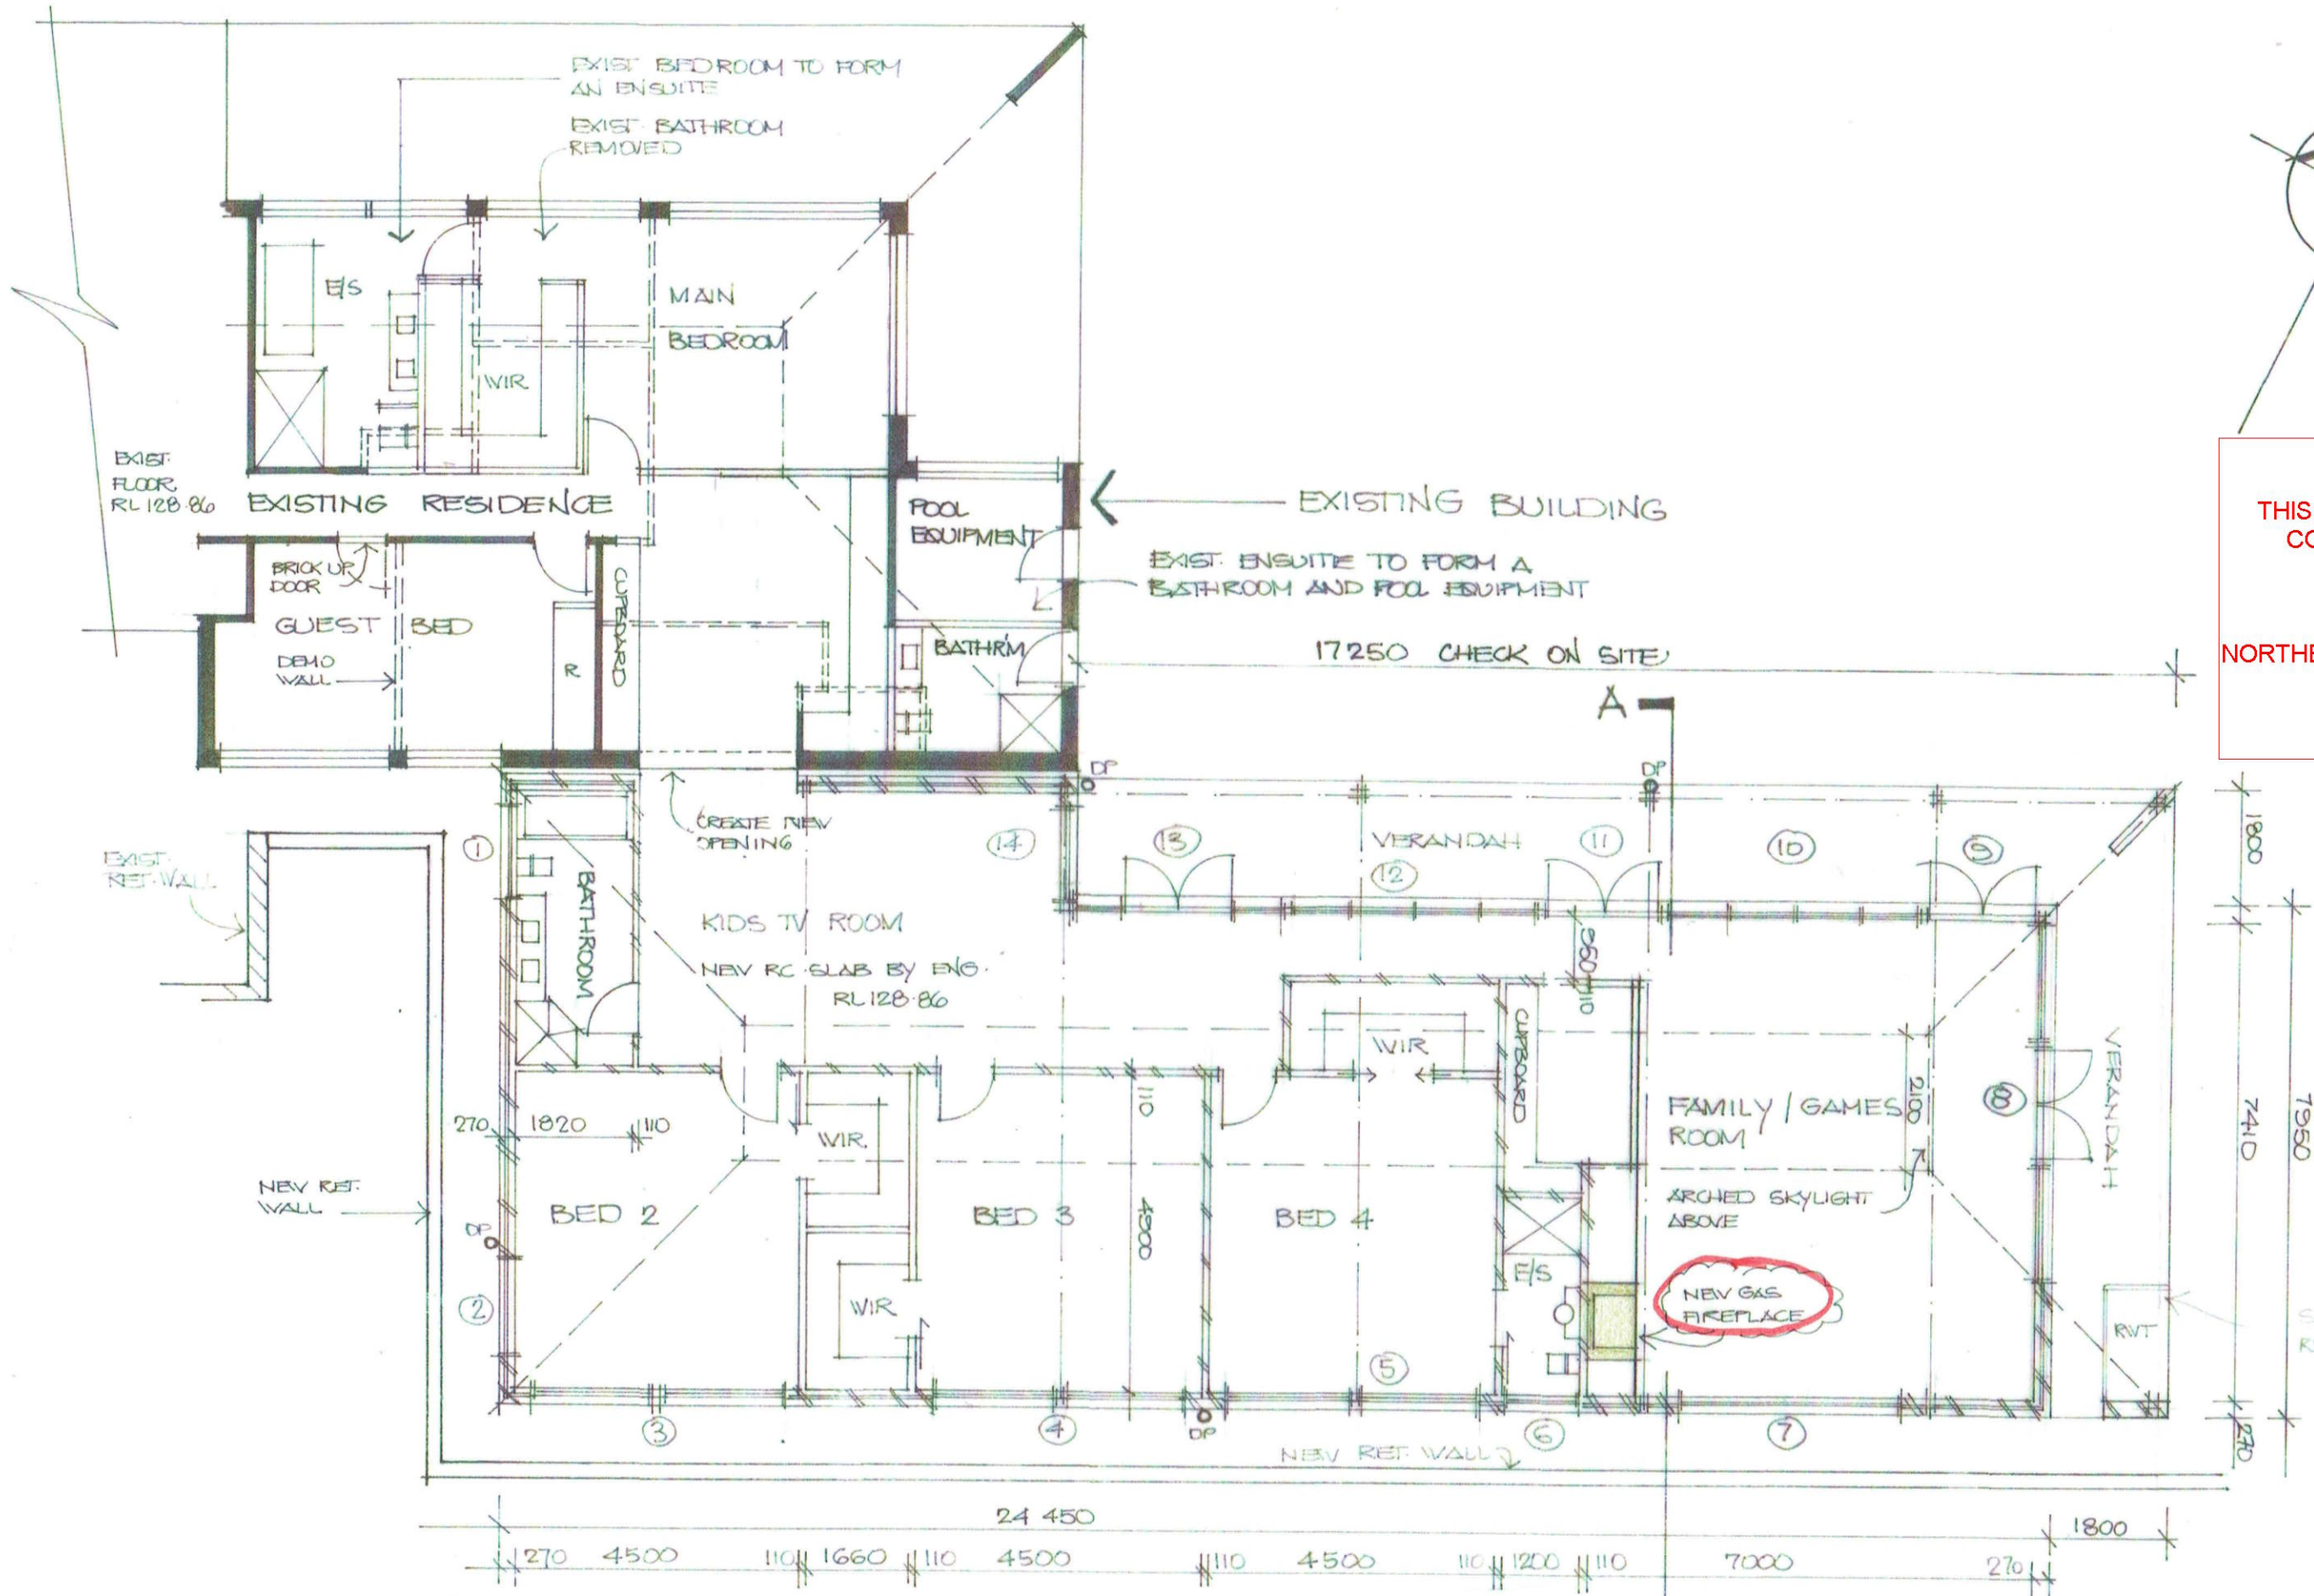 EXIST BEDROOM TO FORM
AN ENSUITE
EXIST. BATHROOM
REMOVED
E/S
WIR
MAIN
BEDROOM
EXIST.
FLOOR
RL 128.86
EXISTING RESIDENCE
POOL
EQUIPMENT
EXISTING BUILDING
EXIST. ENSUITE TO FORM A
BATHROOM AND POOL EQUIPMENT
THIS
CO
NORTHE
BRICK UP
DOOR
GUEST BED
DEMO
WALL
R
CUPBOARD
BATHRM
17250 CHECK ON SITE
A
DP
DP
CREATE NEW
OPENING
EXIST.
RET. WALL
1
14
13
VERANDAH
12
11
10
9
1800
BATHROOM
KIDS TV ROOM
NEW RC SLAB BY ENG.
RL 128.86
950
110
WIR
CUPBOARD
FAMILY / GAMES
ROOM
2100
8
VERANDAH
7410
7950
270 1820 110
WIR
110
4800
ARCHED SKYLIGHT
ABOVE
NEW RET.
WALL
BED 2
BED 3
BED 4
DP
E/S
NEW GAS
FIREPLACE
2
WIR
RWT
S
R
5
3
4
DP
6
7
270
NEW RET. WALL
24 450
1800
270 4500 110 1660 110 4500 110 4500 110 1200 110 7000 270